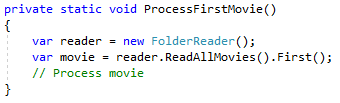 private static void ProcessFirstMovie()
{
    var reader = new FolderReader();
    var movie = reader.ReadAllMovies().First();
    // Process movie
}